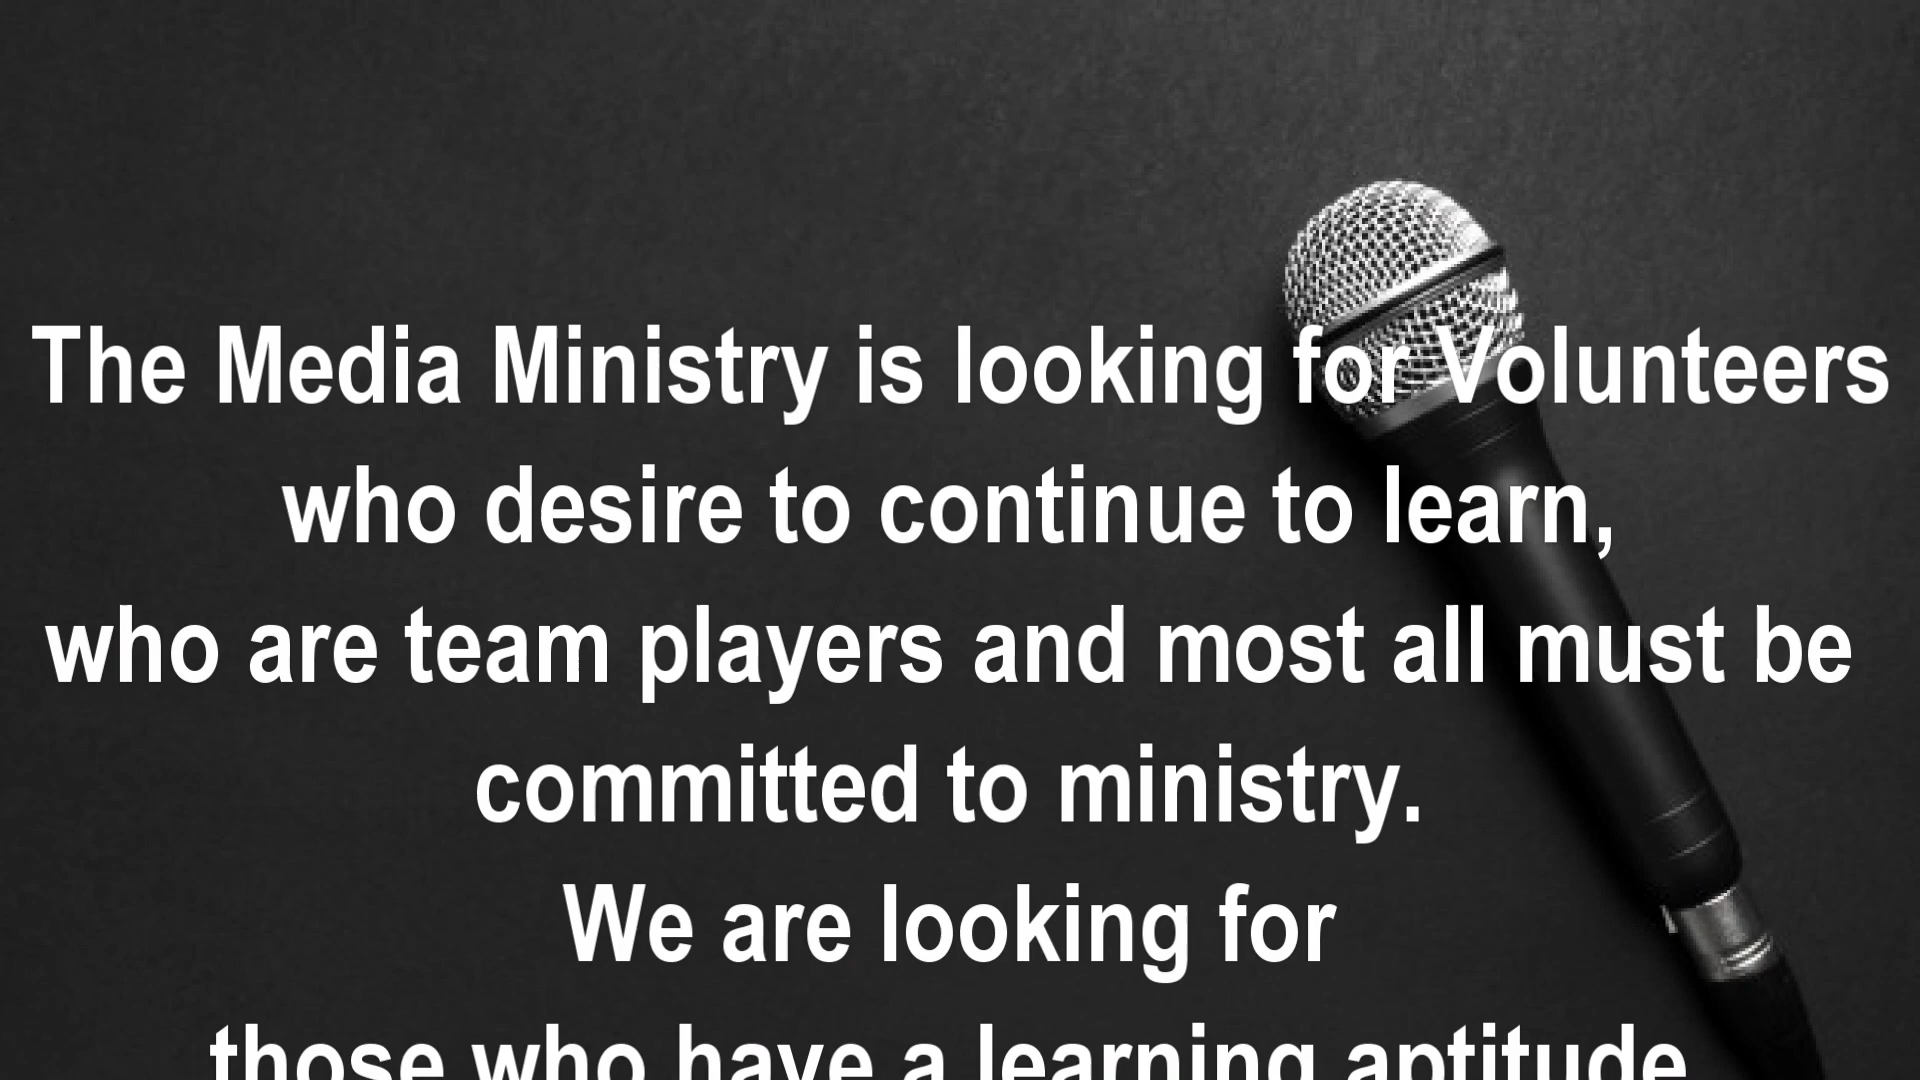 The Media Ministry is looking for Volunteers
who desire to continue to learn,
who are team players and most all must be
committed to ministry.
We are looking for
those who have a learning aptitude